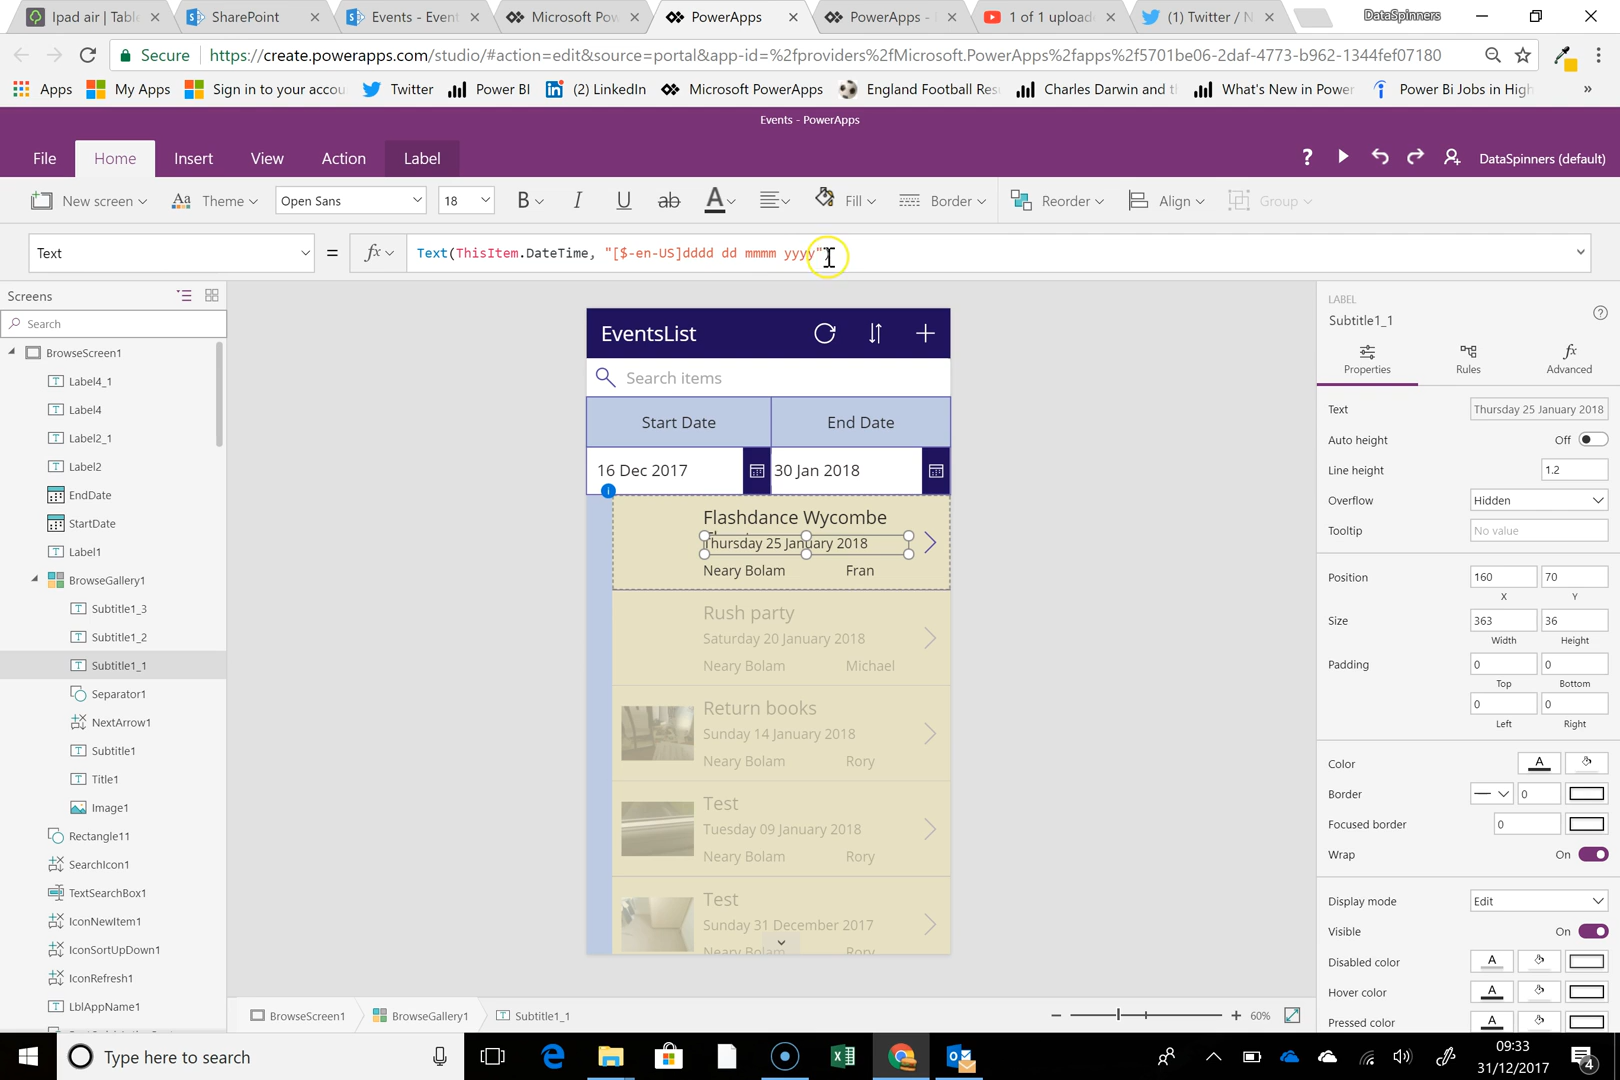 Ipad air | Table
SharePoint
Events - Event
Microsoft Pow
PowerApps
PowerApps -
1 of 1 upload
(1) Twitter / N
DataSpinners
Secure
https://create.powerapps.com/studio/#action=edit&source=portal&app-id=%2fproviders%2fMicrosoft.PowerApps%2fapps%2f5701be06-2daf-4773-b962-1344fef07180
Apps
My Apps
Sign in to your accou
Twitter
Power BI
(2) LinkedIn
Microsoft PowerApps
England Football Res
Charles Darwin and t
What's New in Power
Power Bi Jobs in High
»
Events - PowerApps
File
Home
Insert
View
Action
Label
?
DataSpinners (default)
New screen
Theme
Open Sans
18
B
I
U
ab
A
Fill
Border
Reorder
Align
Group
Text
=
fx
Text(ThisItem.DateTime, "[$-en-US]dddd dd mmmm yyyy")
Screens
Search
BrowseScreen1
Label4_1
Label4
Label2_1
Label2
EndDate
StartDate
Label1
BrowseGallery1
Subtitle1_3
Subtitle1_2
Subtitle1_1
Separator1
NextArrow1
Subtitle1
Title1
Image1
Rectangle11
SearchIcon1
TextSearchBox1
IconNewItem1
IconSortUpDown1
IconRefresh1
LblAppName1
EventsList
Search items
Start Date
End Date
16 Dec 2017
30 Jan 2018
Flashdance Wycombe
Thursday 25 January 2018
Neary Bolam
Fran
Rush party
Saturday 20 January 2018
Neary Bolam
Michael
Return books
Sunday 14 January 2018
Neary Bolam
Rory
Test
Tuesday 09 January 2018
Neary Bolam
Rory
Test
Sunday 31 December 2017
Neary Bolam
Rory
LABEL
Subtitle1_1
Properties
Rules
Advanced
Text
Thursday 25 January 2018
Auto height
Off
Line height
1.2
Overflow
Hidden
Tooltip
No value
Position
160
70
X
Y
Size
363
36
Width
Height
Padding
0
0
Top
Bottom
0
0
Left
Right
Color
A
Border
0
Focused border
0
Wrap
On
Display mode
Edit
Visible
On
Disabled color
A
Hover color
A
Pressed color
A
BrowseScreen1
BrowseGallery1
Subtitle1_1
60%
Type here to search
09:33
31/12/2017
4